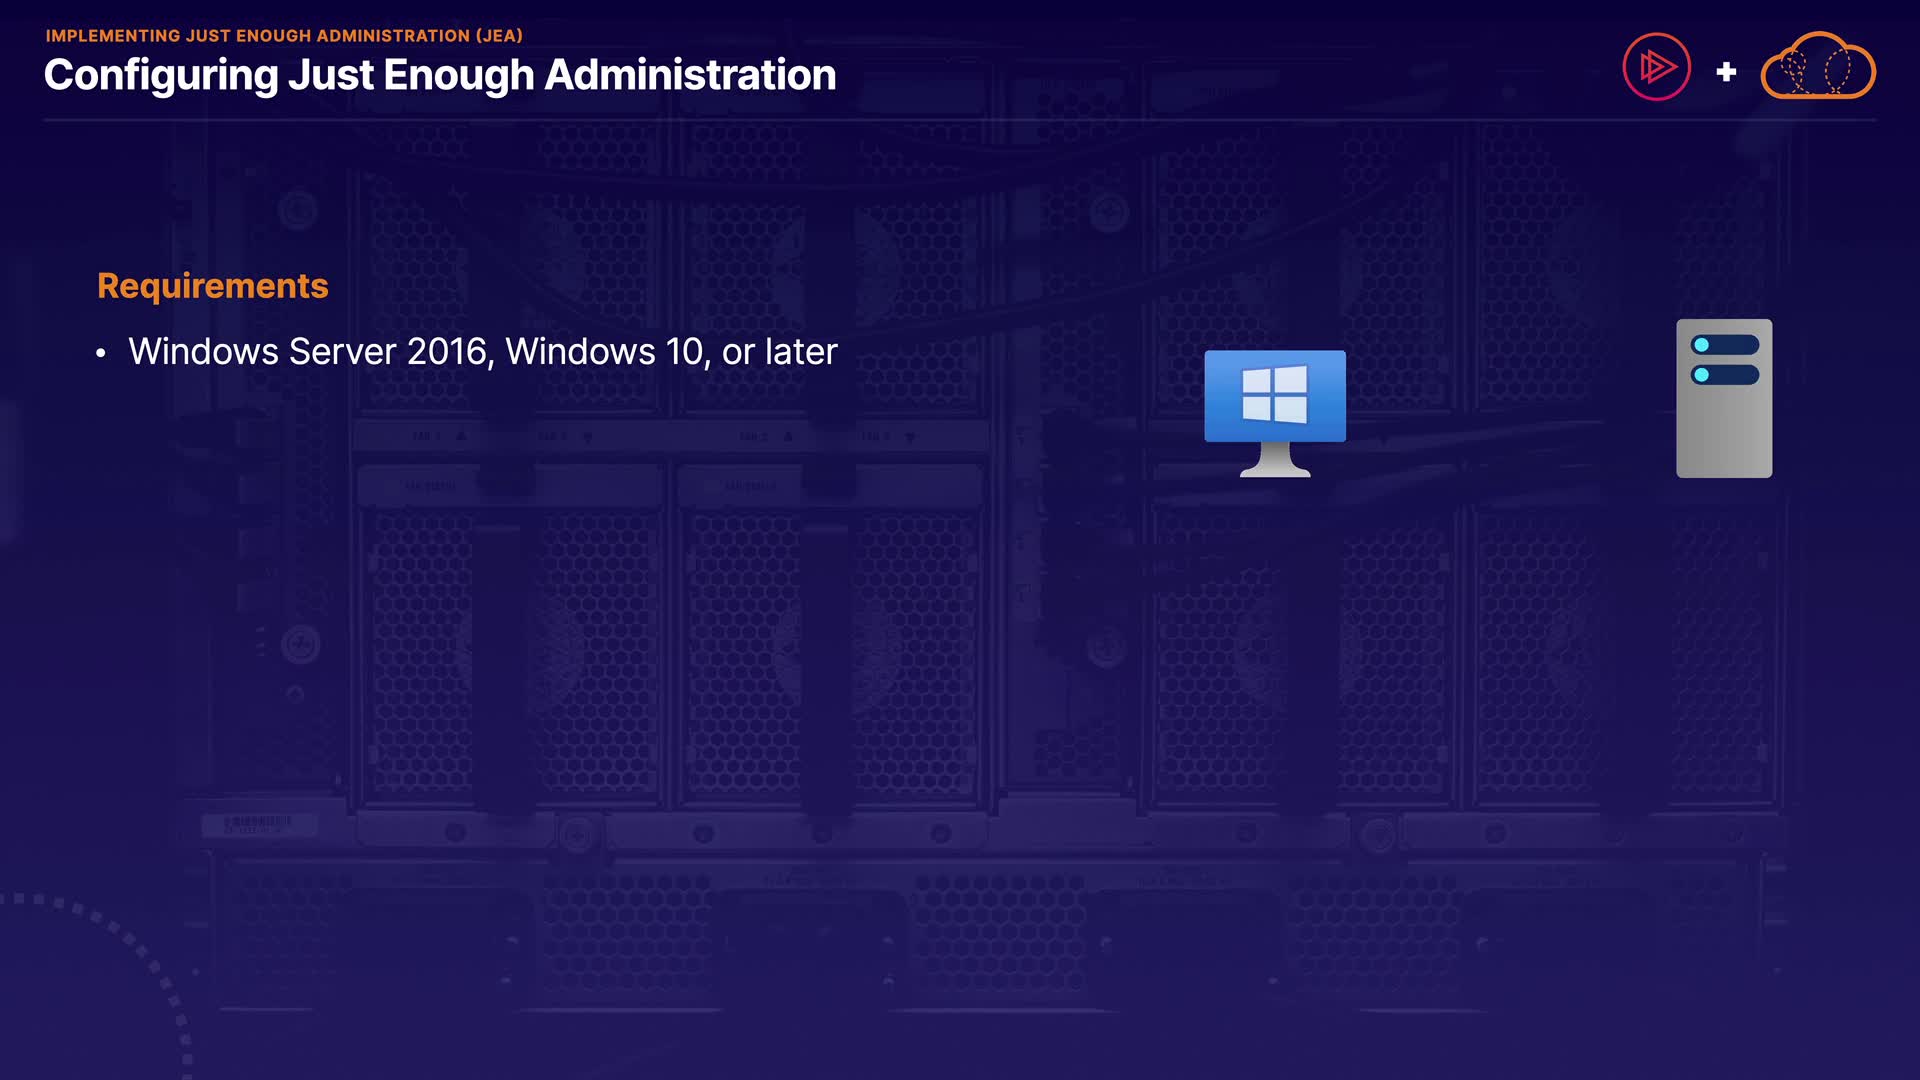 IMPLEMENTING JUST ENOUGH ADMINISTRATION (JEA)
Configuring Just Enough Administration
Requirements
• Windows Server 2016, Windows 10, or later